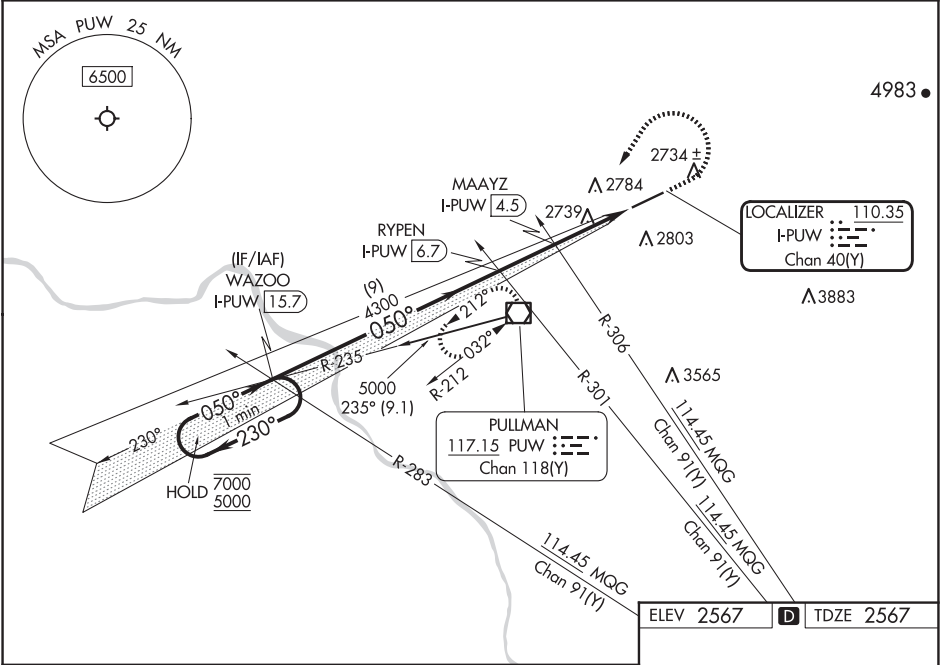 MSA PUW 25 NM
6500
4983
2734 ±
2784
MAAYZ
I-PUW 4.5
2739
LOCALIZER 110.35
I-PUW
Chan 40(Y)
2803
RYPEN
I-PUW 6.7
3883
(IF/IAF)
WAZOO
I-PUW 15.7
(9)
4300
050°
212°
032°
R-212
R-235
5000
235° (9.1)
R-306
R-301
3565
050°
1 min
230°
230°
HOLD 7000
5000
PULLMAN
117.15 PUW
Chan 118(Y)
R-283
114.45 MQG
Chan 91(Y)
114.45 MQG
Chan 91(Y)
114.45 MQG
Chan 91(Y)
ELEV 2567 D TDZE 2567